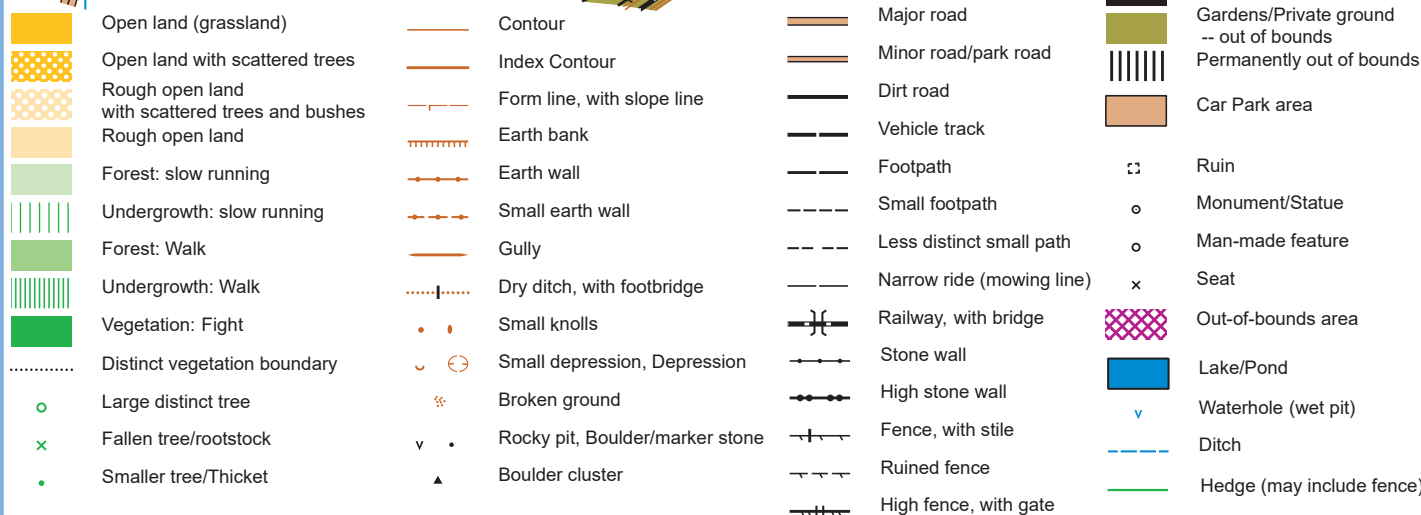 Open land (grassland)
Open land with scattered trees
Rough open land
with scattered trees and bushes
Rough open land
Forest: slow running
Undergrowth: slow running
Forest: Walk
Undergrowth: Walk
Vegetation: Fight
Distinct vegetation boundary
Large distinct tree
Fallen tree/rootstock
Smaller tree/Thicket
Contour
Index Contour
Form line, with slope line
Earth bank
Earth wall
Small earth wall
Gully
Dry ditch, with footbridge
Small knolls
Small depression, Depression
Broken ground
Rocky pit, Boulder/marker stone
Boulder cluster
Major road
Minor road/park road
Dirt road
Vehicle track
Footpath
Small footpath
Less distinct small path
Narrow ride (mowing line)
Railway, with bridge
Stone wall
High stone wall
Fence, with stile
Ruined fence
High fence, with gate
Gardens/Private ground
-- out of bounds
Permanently out of bounds
Car Park area
Ruin
Monument/Statue
Man-made feature
Seat
Out-of-bounds area
Lake/Pond
Waterhole (wet pit)
Ditch
Hedge (may include fence)